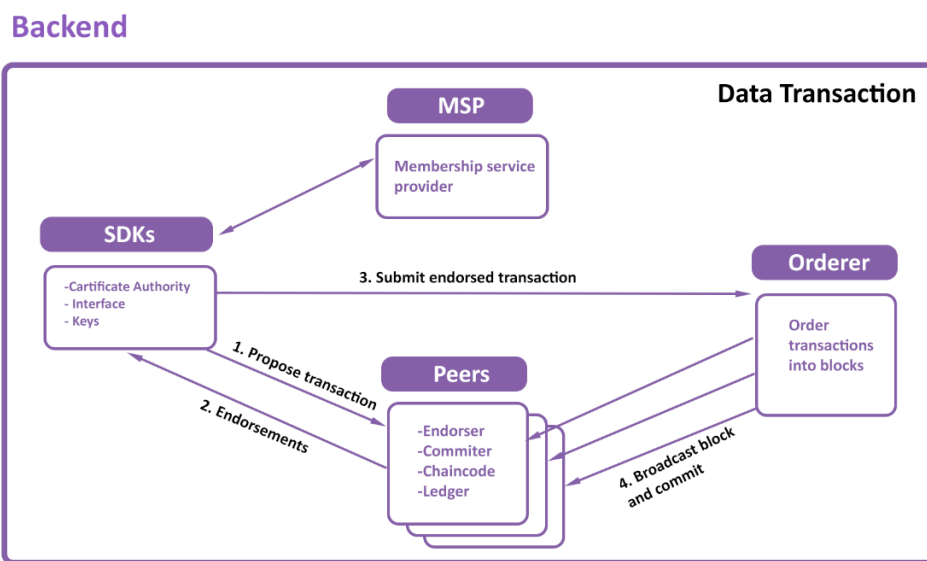 Backend
Data Transaction
MSP
Membership service
provider
SDKs
-Cartificate Authority
- Interface
- Keys
3. Submit endorsed transaction
Orderer
Order
transactions
into blocks
1. Propose transaction
2. Endorsements
Peers
-Endorser
-Commiter
-Chaincode
-Ledger
4. Broadcast block
and commit